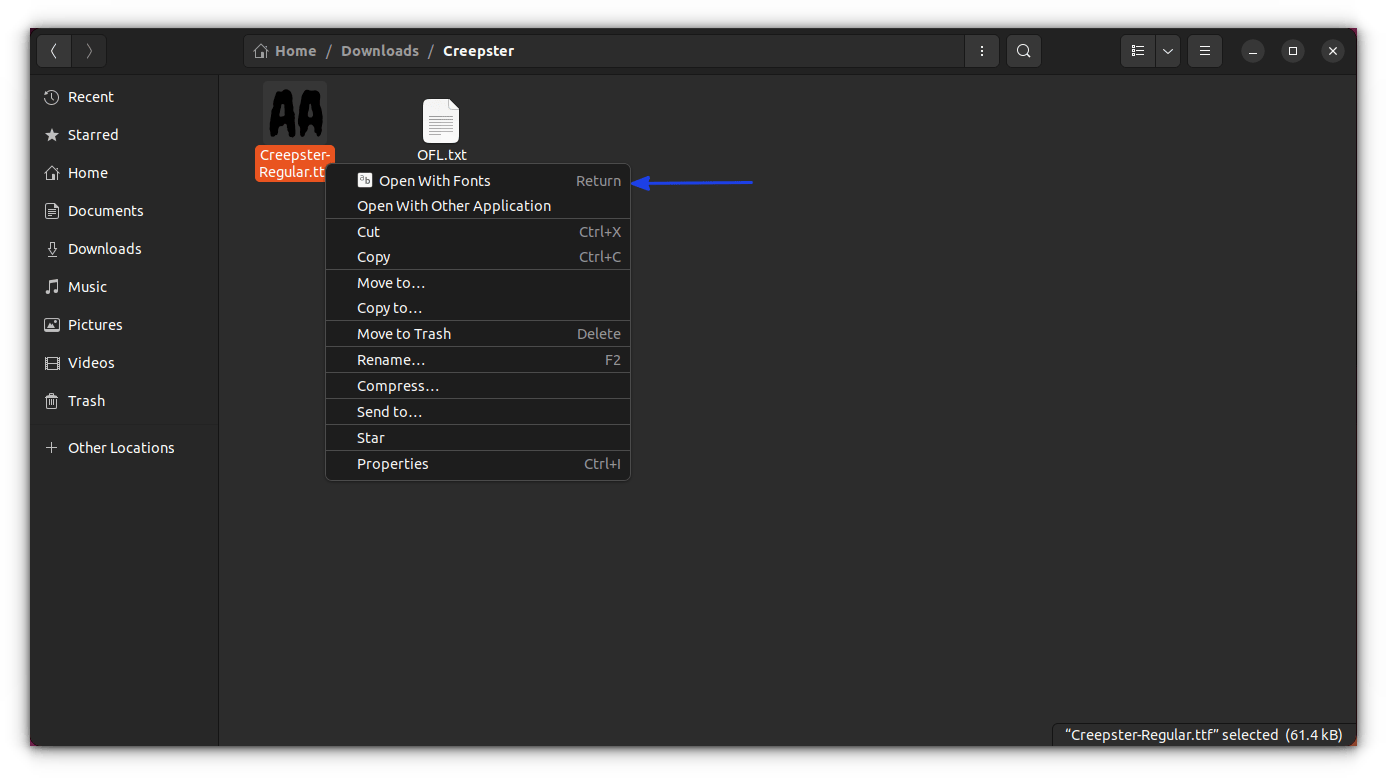 Home / Downloads / Creepster
Recent
Starred
Home
Documents
Downloads
Music
Pictures
Videos
Trash
Other Locations
AA
Creepster-
Regular.tt
OFL.txt
ab Open With Fonts Return
Open With Other Application
Cut Ctrl+X
Copy Ctrl+C
Move to…
Copy to…
Move to Trash Delete
Rename… F2
Compress…
Send to…
Star
Properties Ctrl+I
“Creepster-Regular.ttf” selected (61.4 kB)